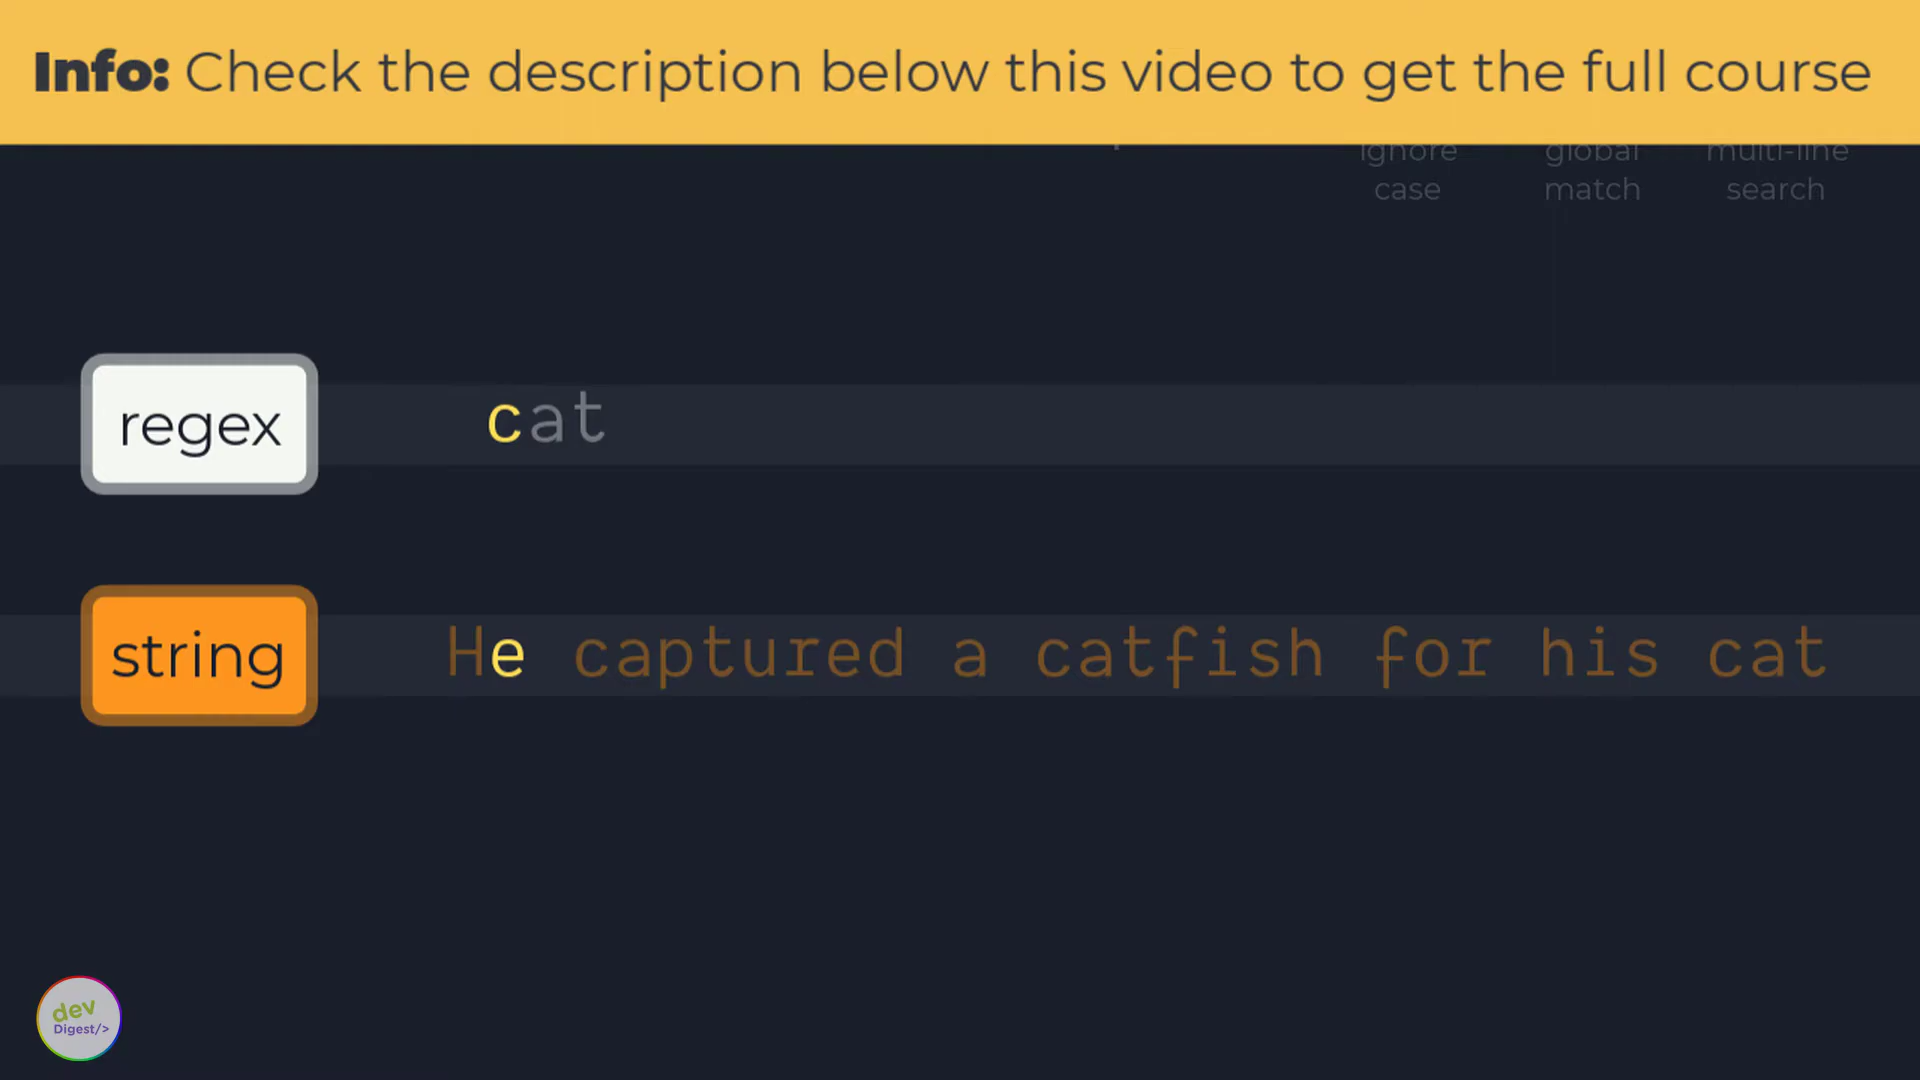 Info: Check the description below this video to get the full course
ignore global multi-line
case match search
regex cat
string He captured a catfish for his cat
dev
Digest/>